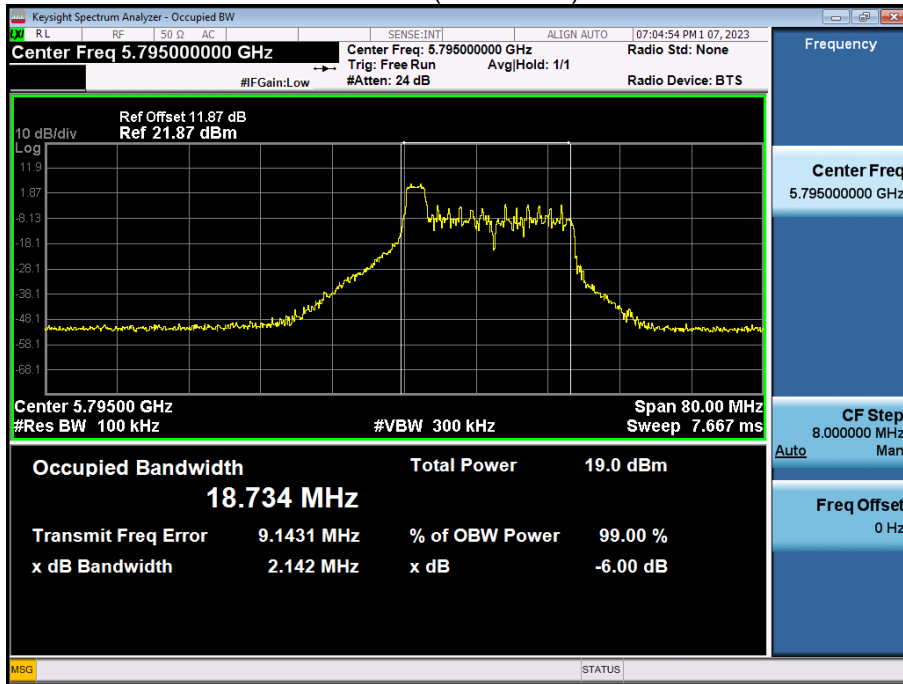 Keysight Spectrum Analyzer - Occupied BW
LXI RL RF 50 Ω AC SENSE:INT ALIGN AUTO 07:04:54 PM 1 07, 2023
Center Freq 5.795000000 GHz
Center Freq: 5.795000000 GHz Radio Std: None
Trig: Free Run Avg|Hold: 1/1
#IFGain:Low #Atten: 24 dB Radio Device: BTS
Frequency
Ref Offset 11.87 dB
10 dB/div Ref 21.87 dBm
Log
11.9
1.87
-8.13
-18.1
-28.1
-38.1
-48.1
-58.1
-68.1
Center Freq
5.795000000 GHz
Center 5.79500 GHz Span 80.00 MHz
#Res BW 100 kHz #VBW 300 kHz Sweep 7.667 ms
CF Step
8.000000 MHz
Auto Man
Occupied Bandwidth Total Power 19.0 dBm
18.734 MHz
Transmit Freq Error 9.1431 MHz % of OBW Power 99.00 %
x dB Bandwidth 2.142 MHz x dB -6.00 dB
Freq Offset
0 Hz
MSG STATUS